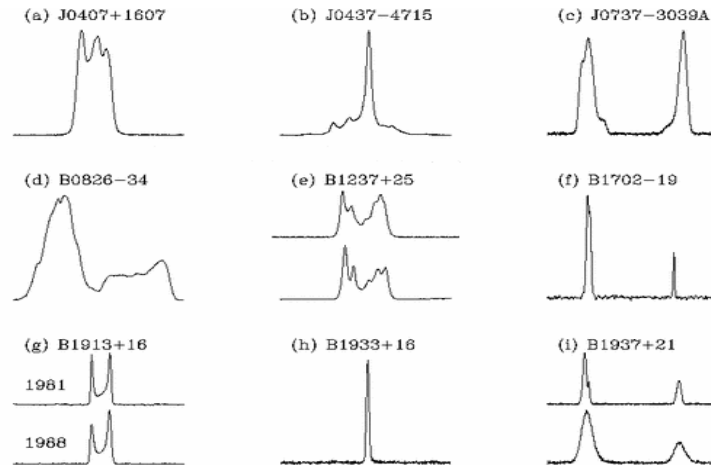 (a) J0407+1607
(b) J0437-4715
(c) J0737-3039A
(d) B0826-34
(e) B1237+25
(f) B1702-19
(g) B1913+16
1981
1988
(h) B1933+16
(i) B1937+21